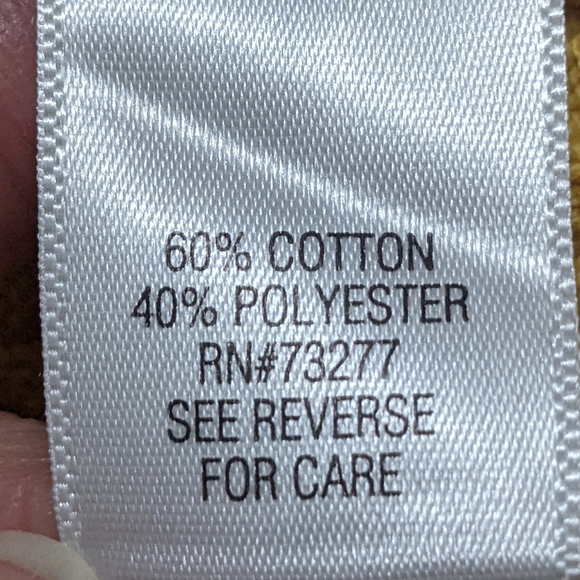 60% COTTON
40% POLYESTER
RN#73277
SEE REVERSE
FOR CARE